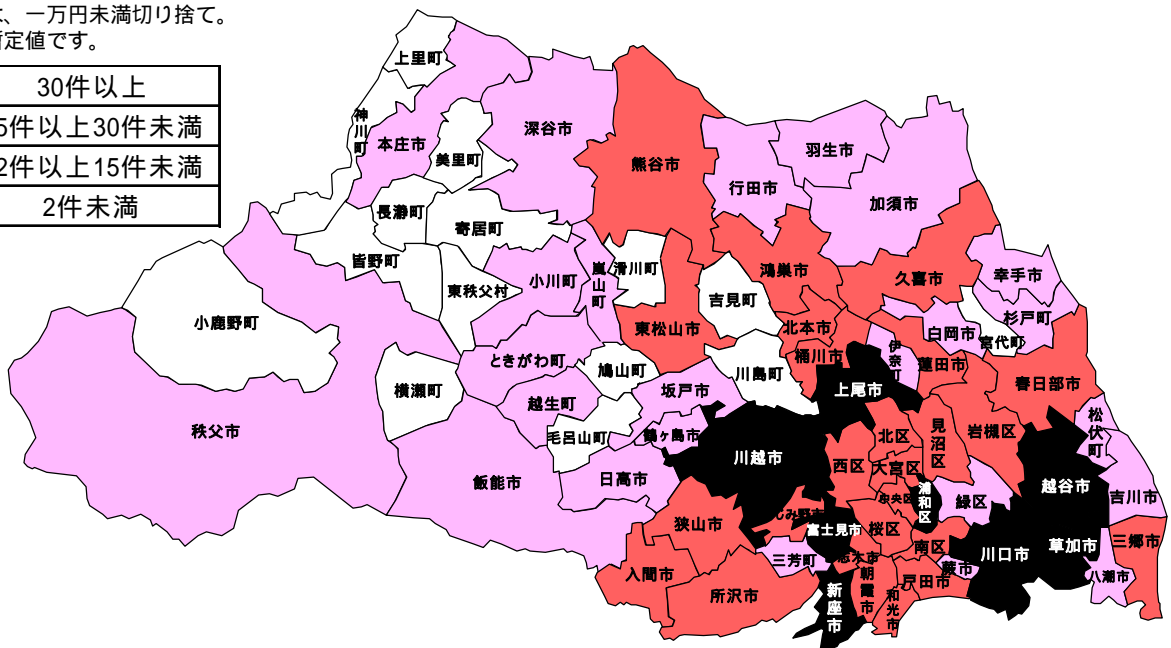 、一万円未満切り捨て。
暫定値です。
30件以上
5件以上30件未満
2件以上15件未満
2件未満
上里町
神川町
本庄市
美里町
深谷市
熊谷市
行田市
羽生市
加須市
長瀞町
寄居町
皆野町
東秩父村
小川町
嵐山町
滑川町
吉見町
鴻巣市
久喜市
幸手市
杉戸町
宮代町
白岡市
小鹿野町
東松山市
北本市
桶川市
伊奈町
蓮田市
春日部市
ときがわ町
鳩山町
川島町
上尾市
横瀬町
越生町
坂戸市
松伏町
秩父市
毛呂山町
鶴ヶ島市
川越市
西区
北区
見沼区
岩槻区
大宮区
飯能市
日高市
中央区
浦和区
緑区
越谷市
吉川市
狭山市
じみ野市
富士見市
桜区
南区
川口市
草加市
三郷市
三芳町
志木市
蕨市
八潮市
入間市
所沢市
新座市
朝霞市
和光市
戸田市